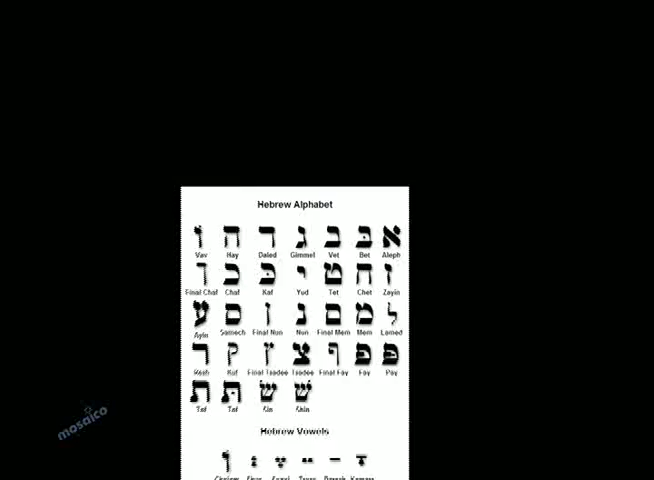 Hebrew Alphabet
א בּ ב ג ד ה וֹ
Aleph Bet Vet Gimmel Daled Hay Vav
ז ח ט י כּ כ ך
Zayin Chet Tet Yud Kaf Chaf Final Chaf
ל מ ם נ ן ס ע
Lamed Mem Final Mem Nun Final Nun Samech Ayin
פּ פ ף צ ץ ק ר
Pay Fay Final Fay Tsadee Final Tsadee Kuf Resh
שׁ שׂ תּ ת
Shin Sin Taf Taf
Hebrew Vowels
mosaico